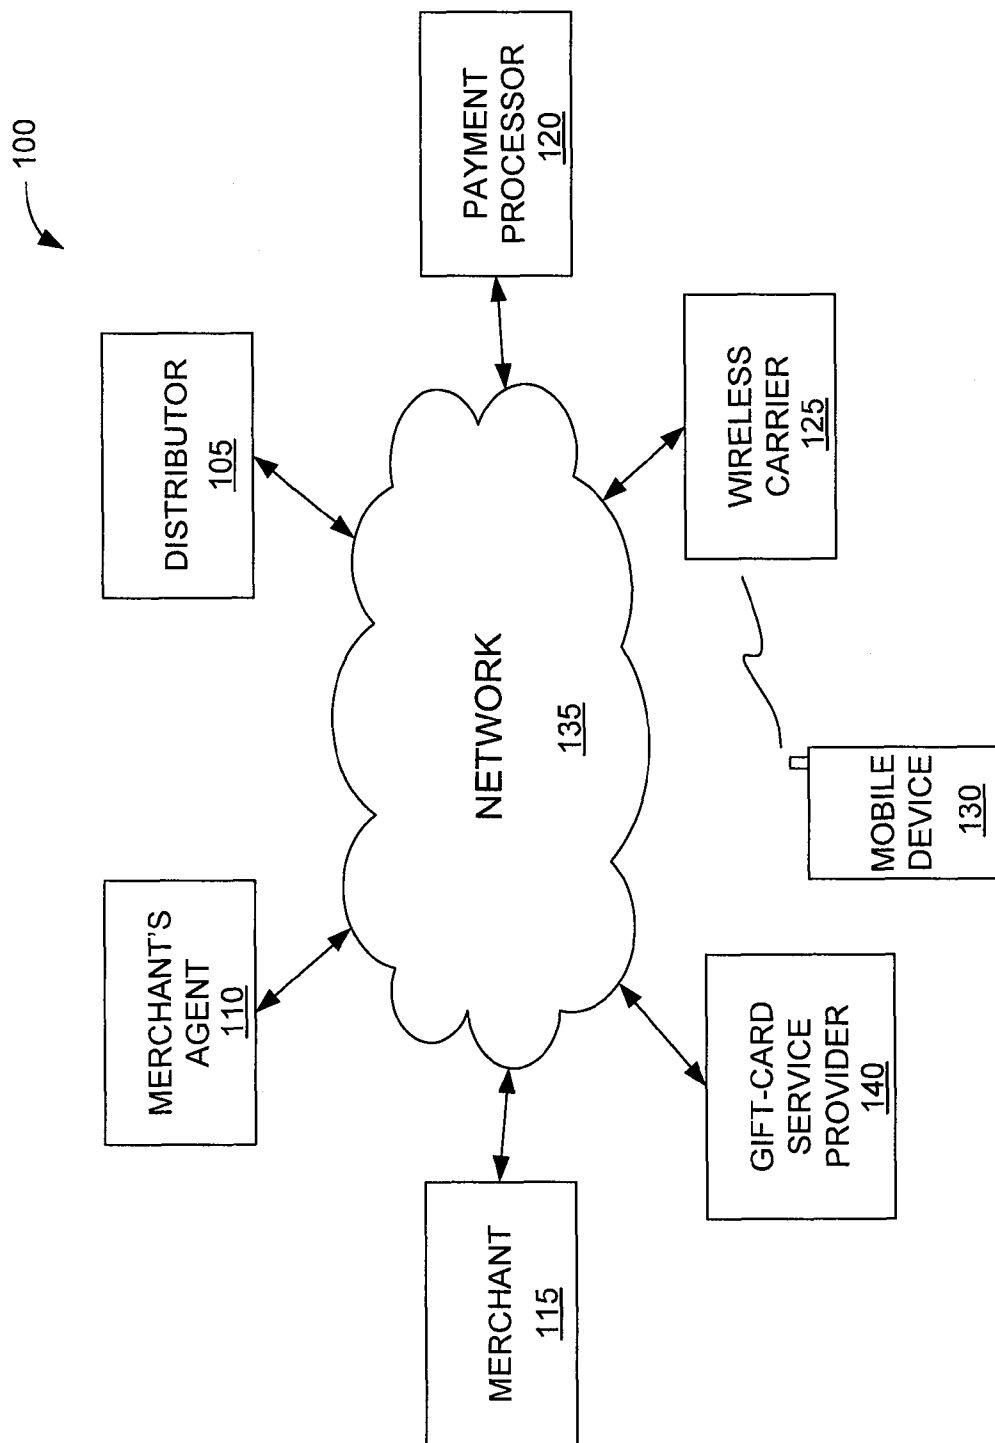 100
MERCHANT'S
AGENT
110
DISTRIBUTOR
105
MERCHANT
115
NETWORK
135
PAYMENT
PROCESSOR
120
GIFT-CARD
SERVICE
PROVIDER
140
MOBILE
DEVICE
130
WIRELESS
CARRIER
125